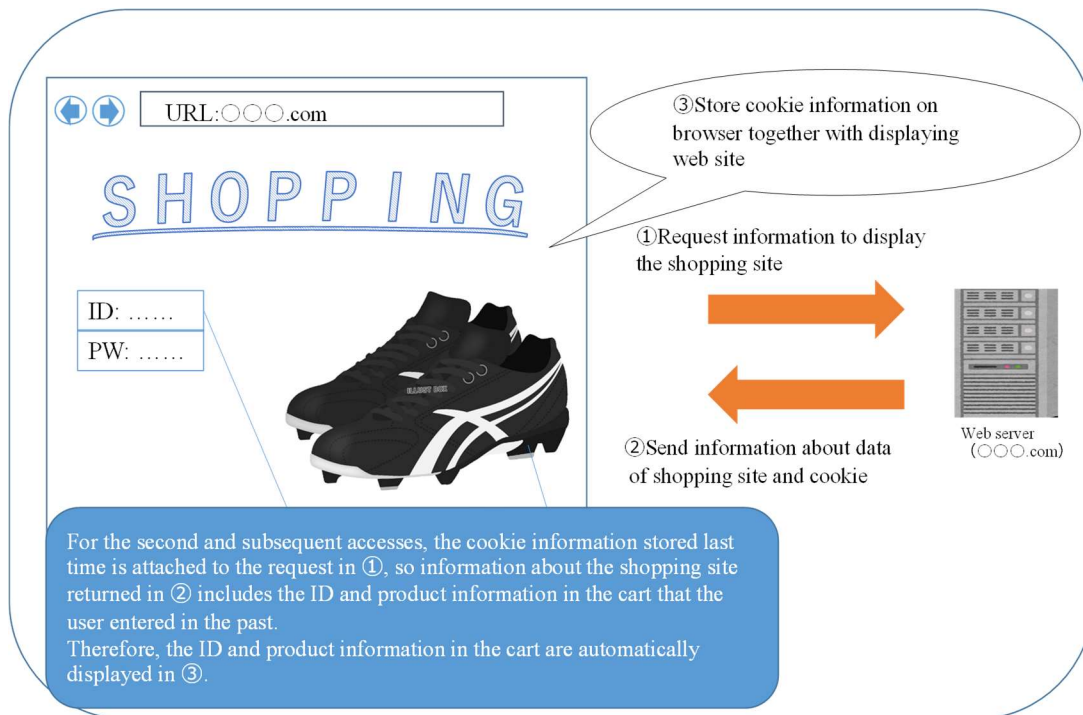 URL:○○○.com
SHOPPING
ID: ……
PW: ……
③Store cookie information on
browser together with displaying
web site
①Request information to display
the shopping site
②Send information about data
of shopping site and cookie
Web server
(○○○.com)
ILLUST BOX
For the second and subsequent accesses, the cookie information stored last
time is attached to the request in ①, so information about the shopping site
returned in ② includes the ID and product information in the cart that the
user entered in the past.
Therefore, the ID and product information in the cart are automatically
displayed in ③.